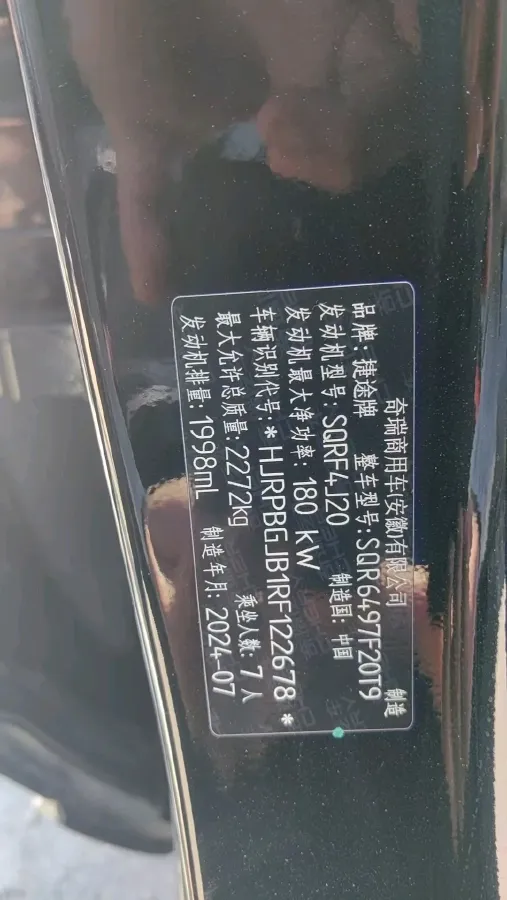 奇瑞商用车(安徽)有限公司 制造
品牌:捷途牌 整车型号:SQR6497F20T9
发动机型号:SQRF4J20 制造国:中国
发动机最大净功率:180 kW
车辆识别代号:*HJRPBGJB1RF122678*
最大允许总质量:2272kg 乘坐人数:7人
发动机排量:1998mL 制造年月:2024-07